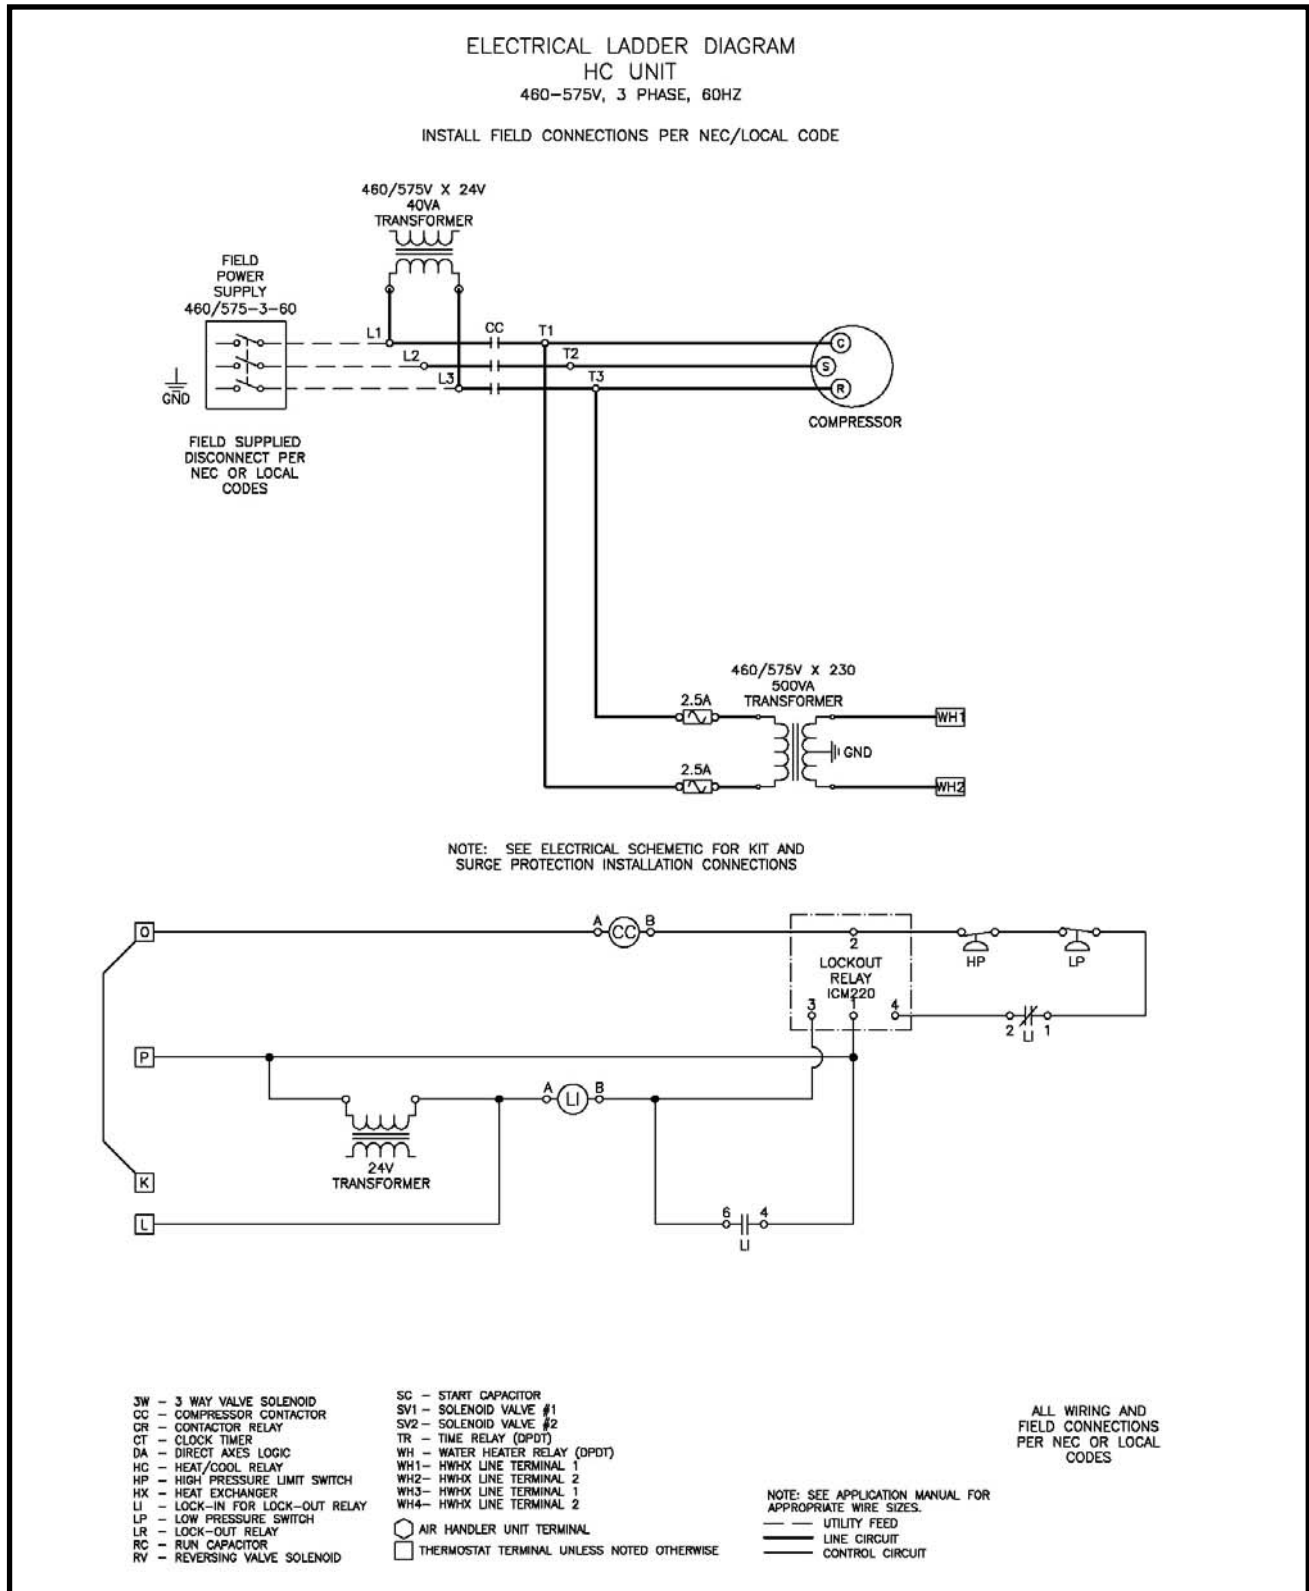 ELECTRICAL LADDER DIAGRAM
HC UNIT
460-575V, 3 PHASE, 60HZ
INSTALL FIELD CONNECTIONS PER NEC/LOCAL CODE
460/575V X 24V
40VA
TRANSFORMER
FIELD
POWER
SUPPLY
460/575-3-60
L1
CC
T1
C
L2
T2
S
L3
T3
R
GND
COMPRESSOR
FIELD SUPPLIED
DISCONNECT PER
NEC OR LOCAL
CODES
460/575V X 230
500VA
TRANSFORMER
2.5A
WH1
GND
2.5A
WH2
NOTE: SEE ELECTRICAL SCHEMETIC FOR KIT AND
SURGE PROTECTION INSTALLATION CONNECTIONS
O
A
CC
B
2
HP
LP
LOCKOUT
RELAY
ICM220
3
1
4
2
LI
1
P
A
LI
B
24V
TRANSFORMER
K
L
6
4
LI
3W - 3 WAY VALVE SOLENOID
CC - COMPRESSOR CONTACTOR
CR - CONTACTOR RELAY
CT - CLOCK TIMER
DA - DIRECT AXES LOGIC
HC - HEAT/COOL RELAY
HP - HIGH PRESSURE LIMIT SWITCH
HX - HEAT EXCHANGER
LI - LOCK-IN FOR LOCK-OUT RELAY
LP - LOW PRESSURE SWITCH
LR - LOCK-OUT RELAY
RC - RUN CAPACITOR
RV - REVERSING VALVE SOLENOID
SC - START CAPACITOR
SV1 - SOLENOID VALVE #1
SV2 - SOLENOID VALVE #2
TR - TIME RELAY (DPDT)
WH - WATER HEATER RELAY (DPDT)
WH1- HWHX LINE TERMINAL 1
WH2- HWHX LINE TERMINAL 2
WH3- HWHX LINE TERMINAL 1
WH4- HWHX LINE TERMINAL 2
AIR HANDLER UNIT TERMINAL
THERMOSTAT TERMINAL UNLESS NOTED OTHERWISE
ALL WIRING AND
FIELD CONNECTIONS
PER NEC OR LOCAL
CODES
NOTE: SEE APPLICATION MANUAL FOR
APPROPRIATE WIRE SIZES.
UTILITY FEED
LINE CIRCUIT
CONTROL CIRCUIT